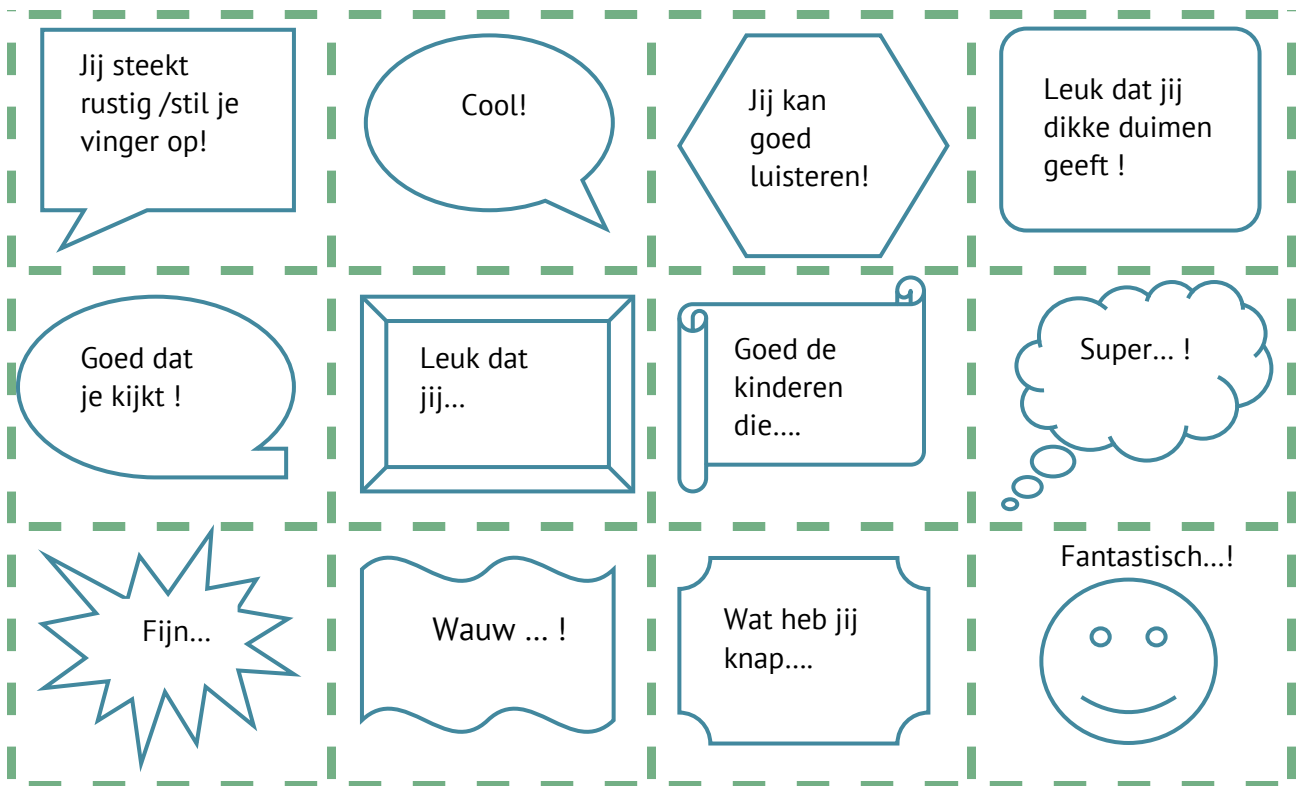 Jij steekt
rustig /stil je
vinger op!
Cool!
Jij kan
goed
luisteren!
Leuk dat jij
dikke duimen
geeft !
Goed dat
je kijkt !
Leuk dat
jij...
Goed de
kinderen
die....
Super... !
Fijn...
Wauw ... !
Wat heb jij
knap....
Fantastisch...!